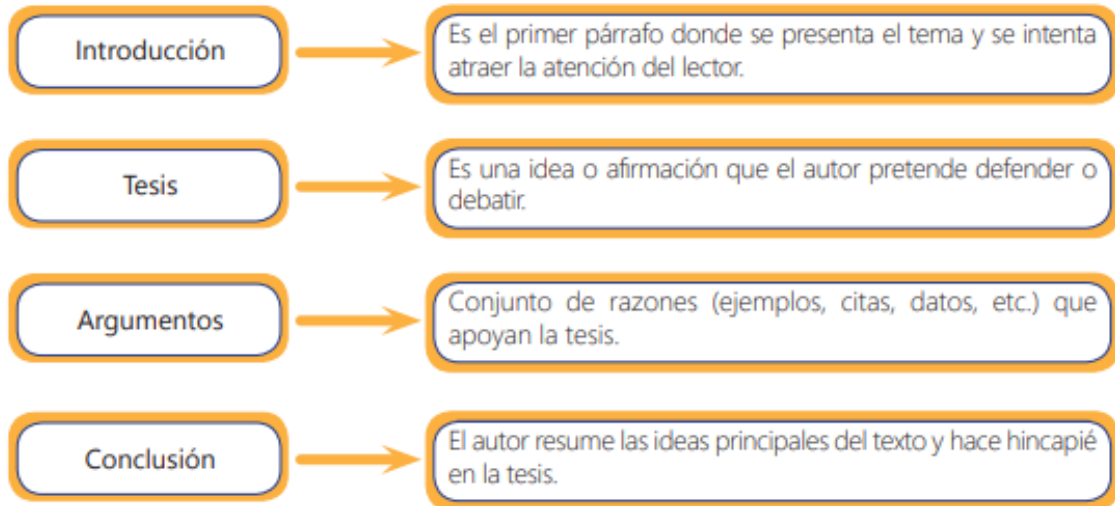 Introducción
Es el primer párrafo donde se presenta el tema y se intenta
atraer la atención del lector.
Tesis
Es una idea o afirmación que el autor pretende defender o
debatir.
Argumentos
Conjunto de razones (ejemplos, citas, datos, etc.) que
apoyan la tesis.
Conclusión
El autor resume las ideas principales del texto y hace hincapié
en la tesis.